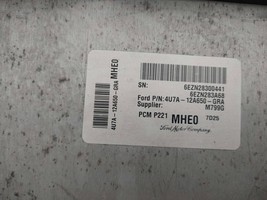 SN: 6EZN28300441
6EZN283A68
Ford P/N:4U7A-12A650-GRA
Supplier: M799G
PCM P221 MHE0 7D25
Ford Motor Company
4U7A-12A650-GRA MHE0